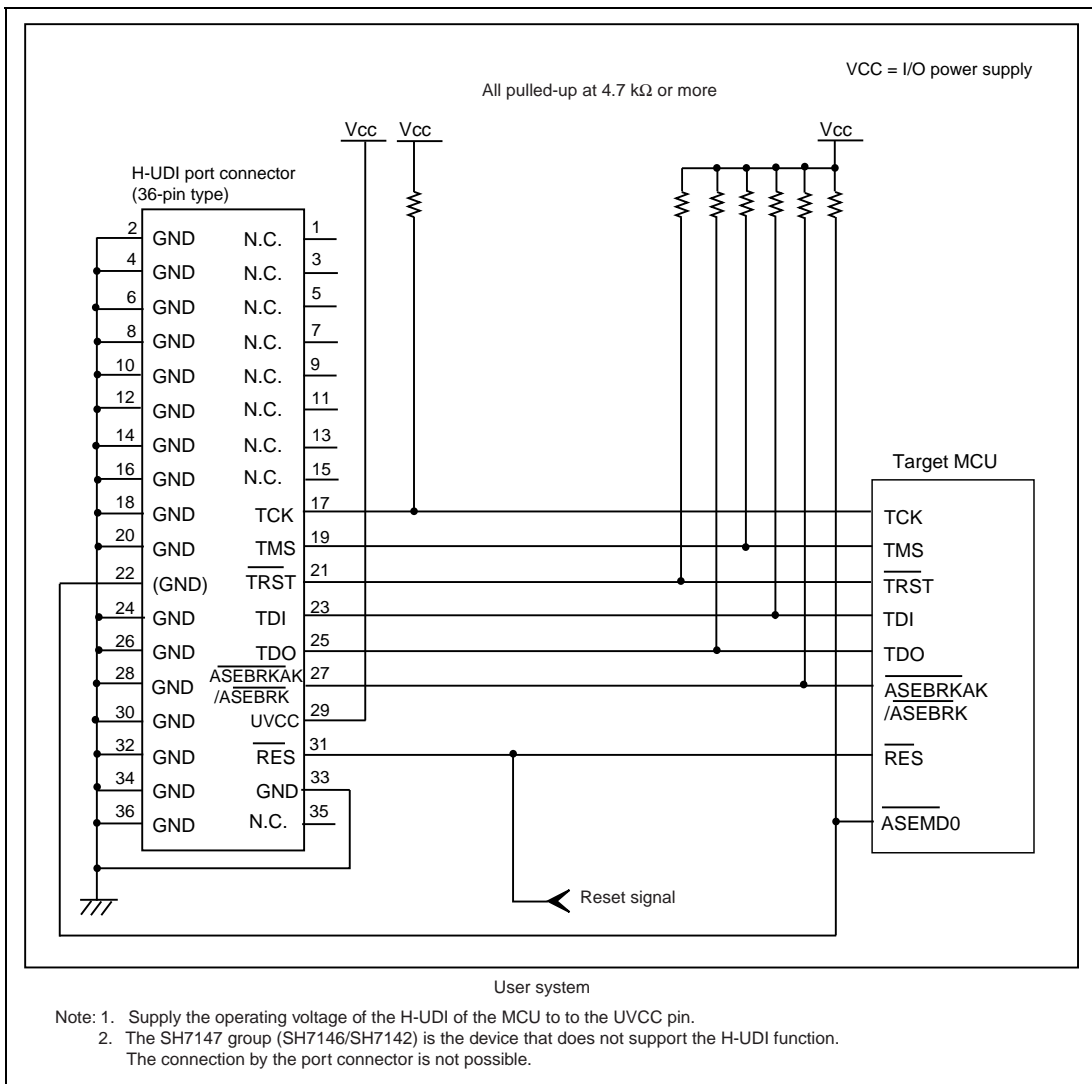 VCC = I/O power supply
All pulled-up at 4.7 kΩ or more
Vcc Vcc Vcc
H-UDI port connector
(36-pin type)
2 GND N.C. 1
4 GND N.C. 3
6 GND N.C. 5
8 GND N.C. 7
10 GND N.C. 9
12 GND N.C. 11
14 GND N.C. 13
16 GND N.C. 15
Target MCU
18 GND TCK 17 TCK
20 GND TMS 19 TMS
22 (GND) TRST 21 TRST
24 GND TDI 23 TDI
26 GND TDO 25 TDO
28 GND ASEBRKAK 27 ASEBRKAK
/ASEBRK /ASEBRK
30 GND UVCC 29
32 GND RES 31 RES
34 GND GND 33
36 GND N.C. 35 ASEMD0
Reset signal
User system
Note: 1. Supply the operating voltage of the H-UDI of the MCU to to the UVCC pin.
2. The SH7147 group (SH7146/SH7142) is the device that does not support the H-UDI function.
The connection by the port connector is not possible.